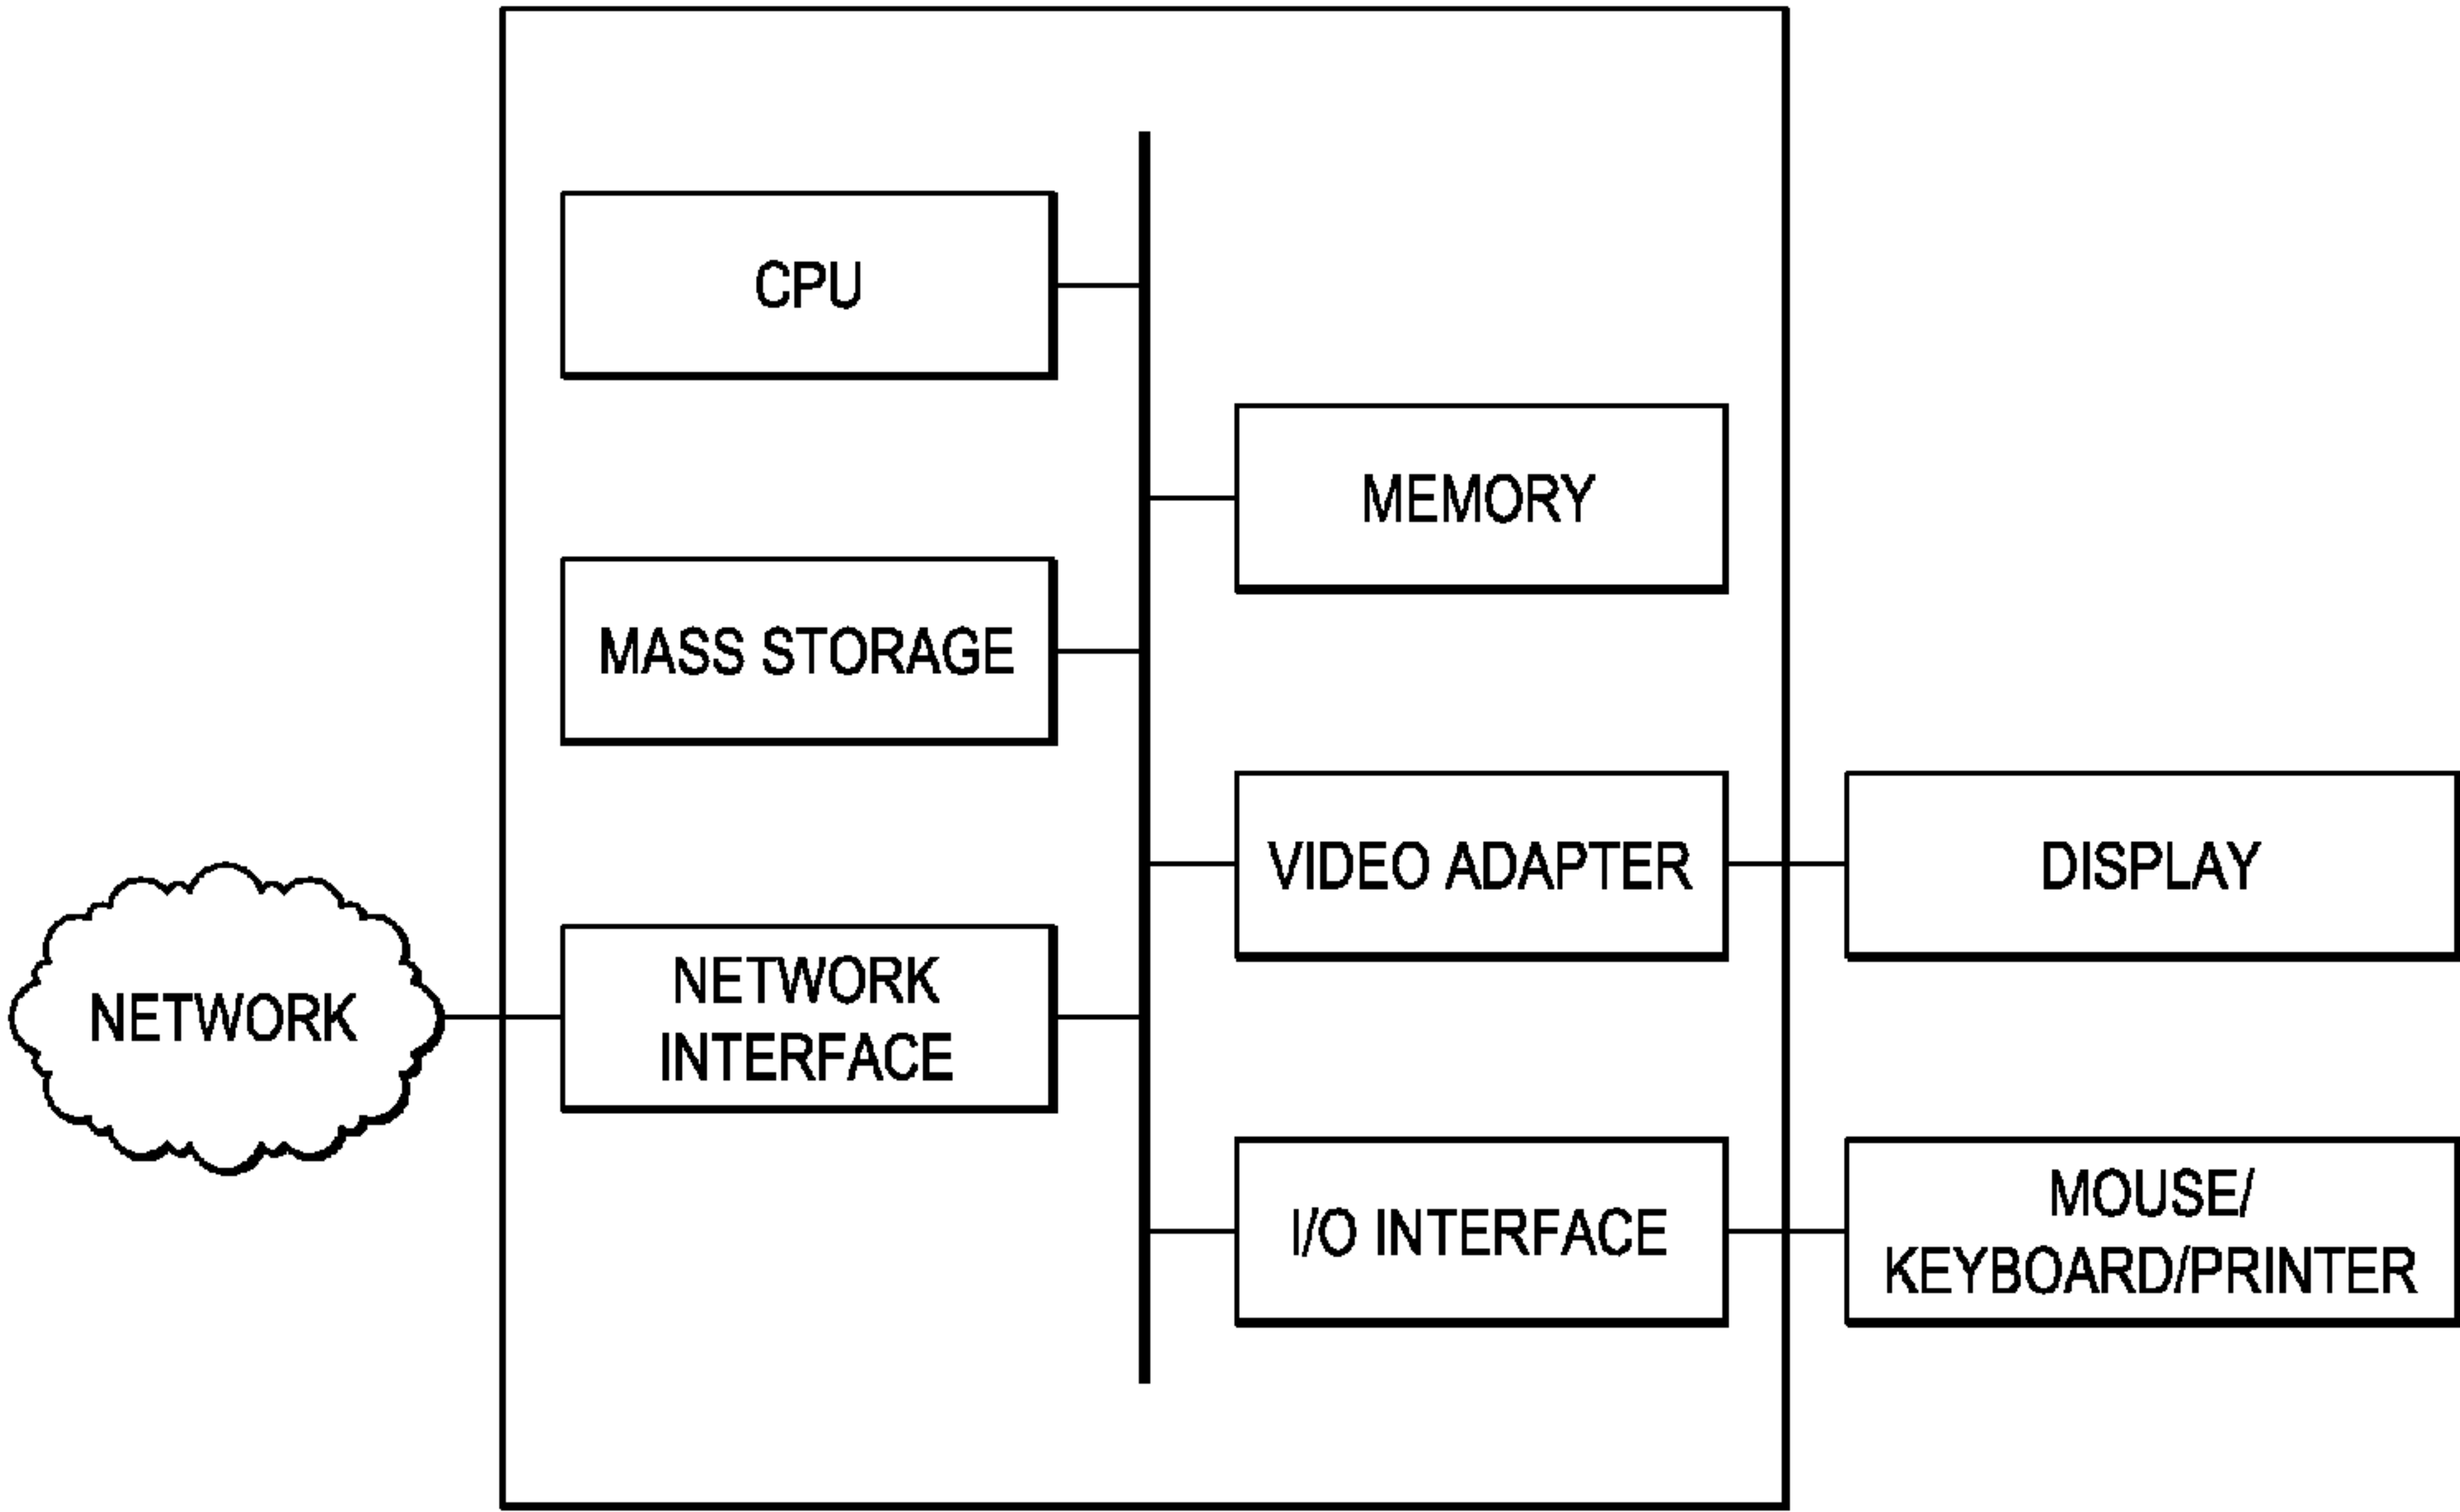 CPU
MEMORY
MASS STORAGE
VIDEO ADAPTER
DISPLAY
NETWORK
NETWORK
INTERFACE
I/O INTERFACE
MOUSE/
KEYBOARD/PRINTER